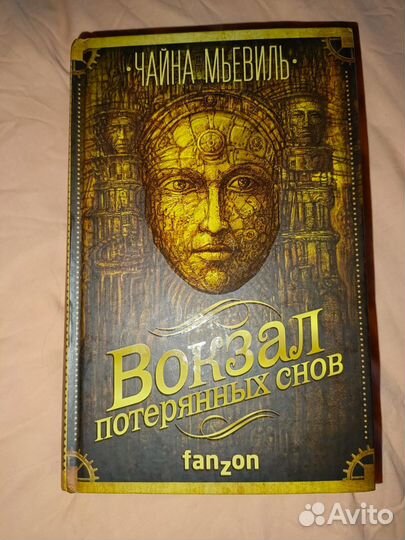 ·ЧАЙНА МЬЕВИЛЬ·
Вокзал
потерянных снов
fanzon
Avito